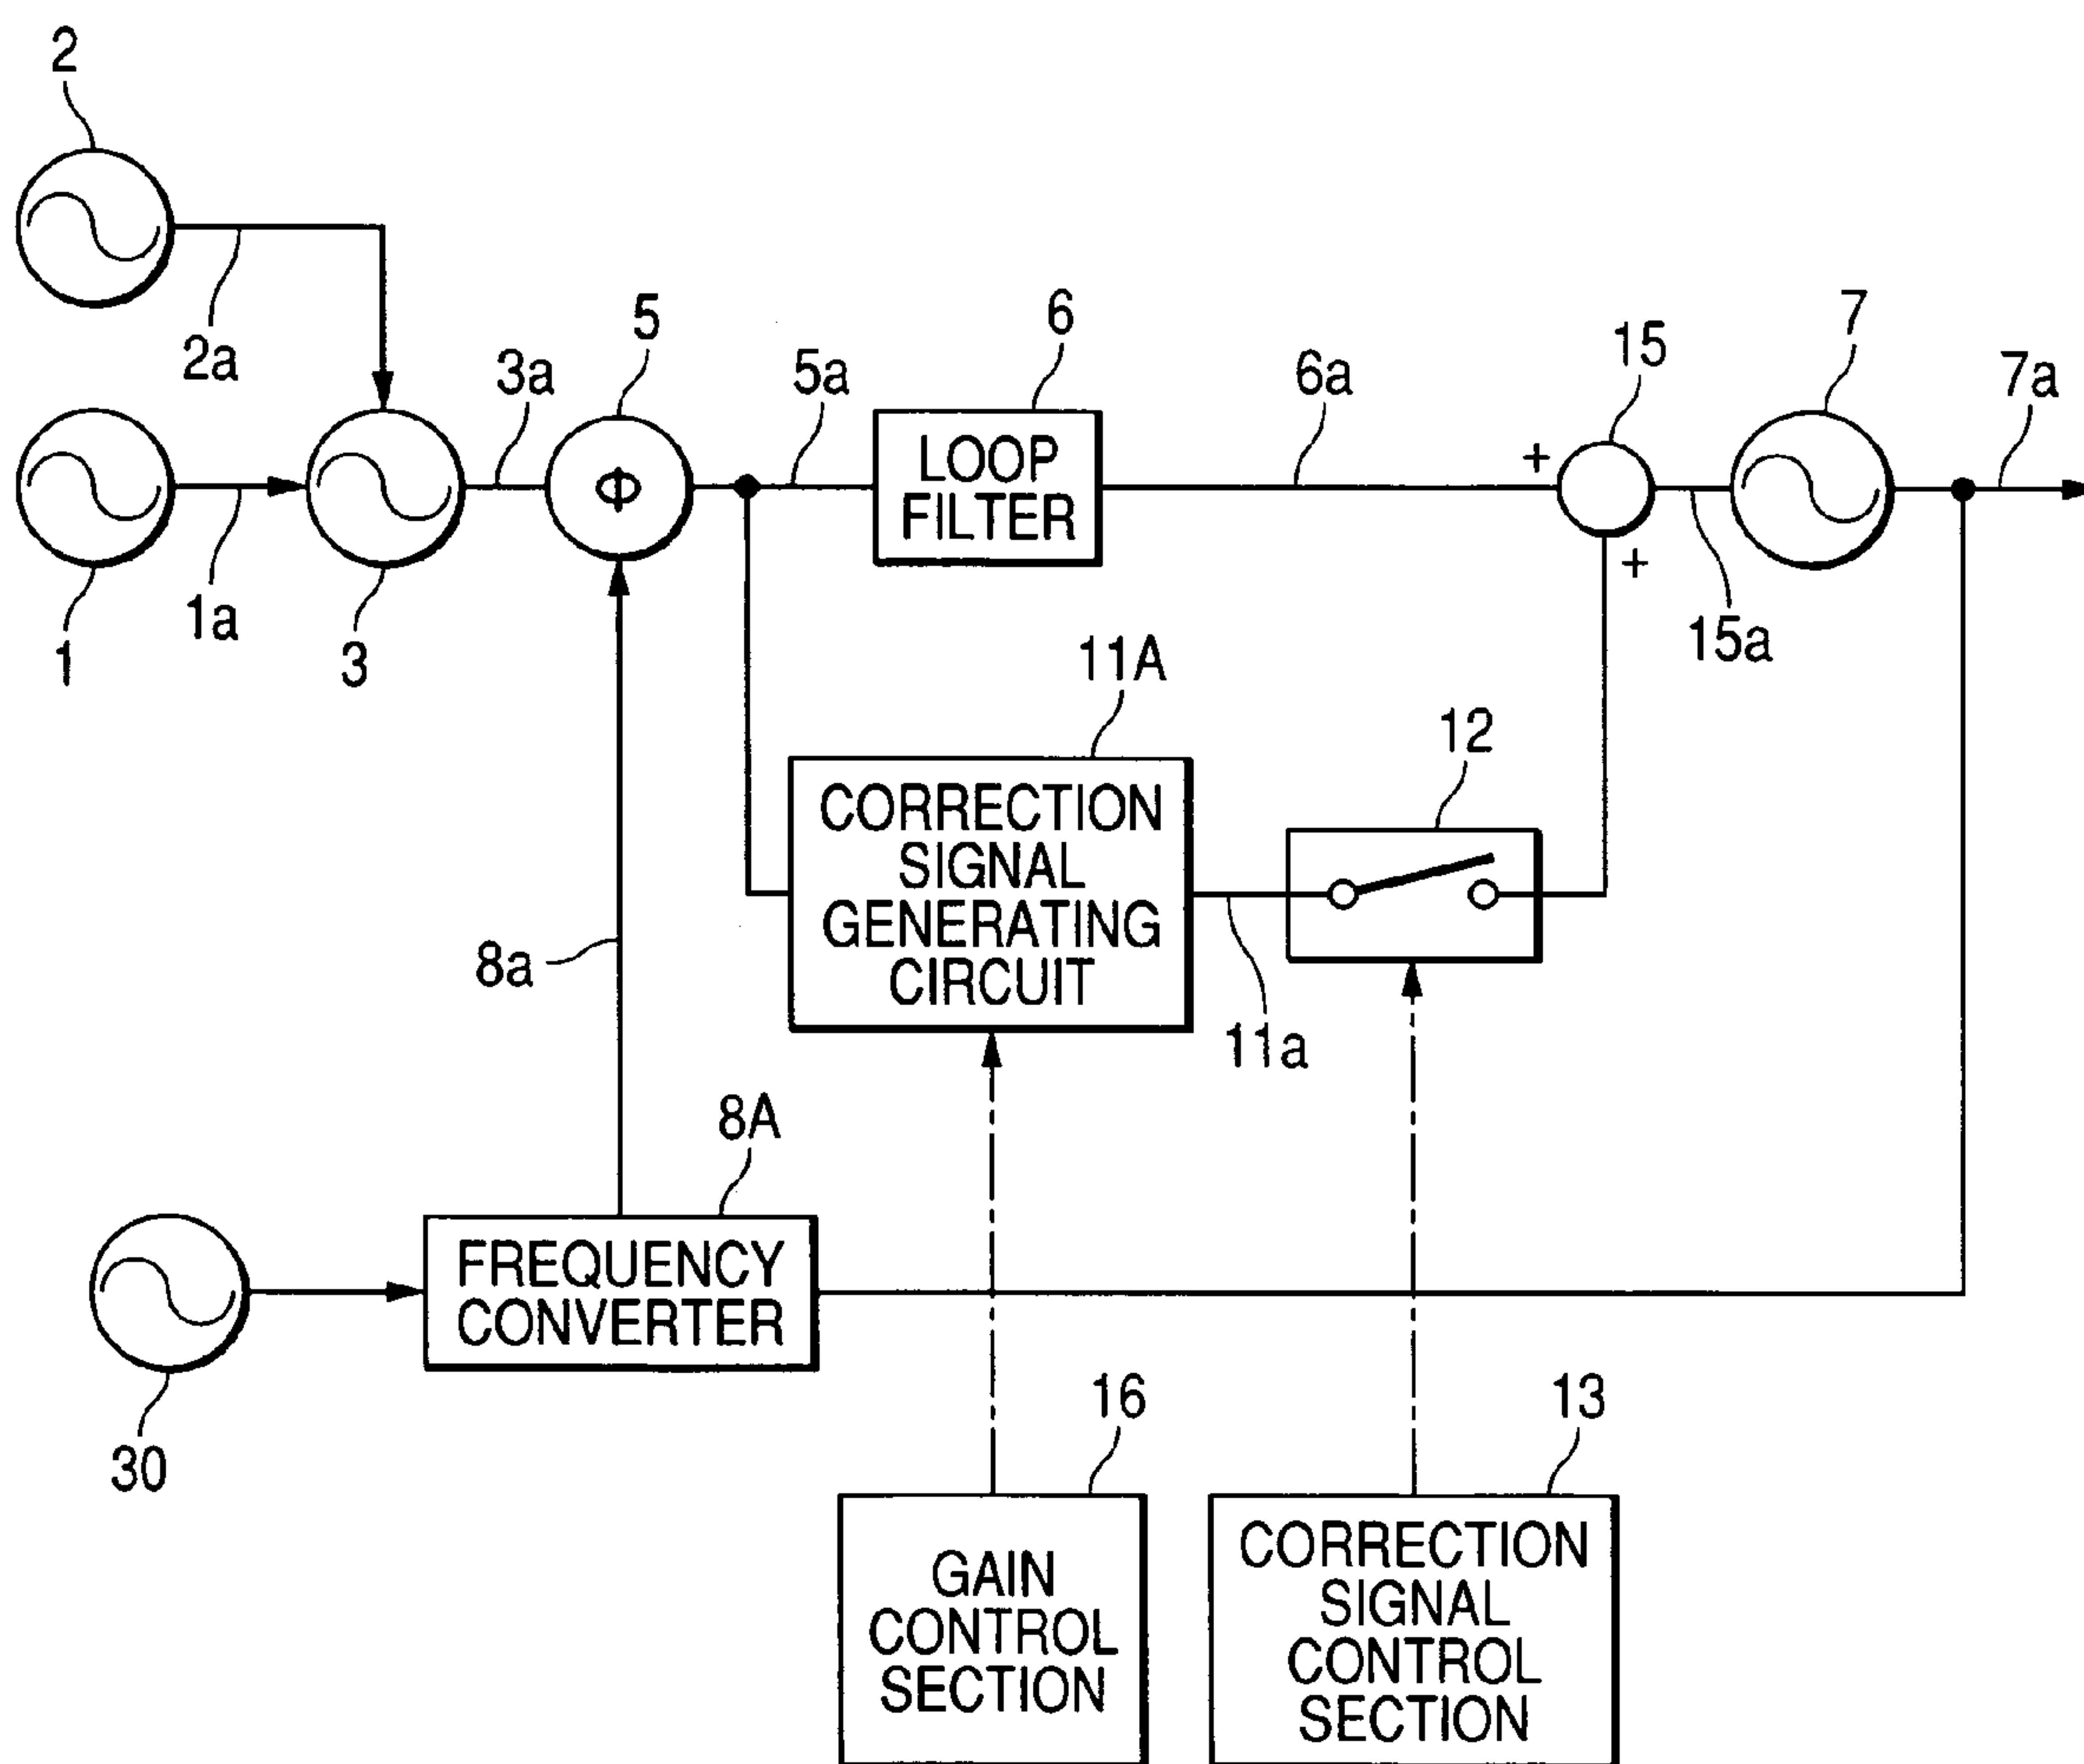 2
2a
1
1a
3
3a
5
Φ
5a
6
LOOP
FILTER
6a
+
+
15
15a
7
7a
11A
CORRECTION
SIGNAL
GENERATING
CIRCUIT
11a
12
8a
8A
FREQUENCY
CONVERTER
30
16
GAIN
CONTROL
SECTION
13
CORRECTION
SIGNAL
CONTROL
SECTION